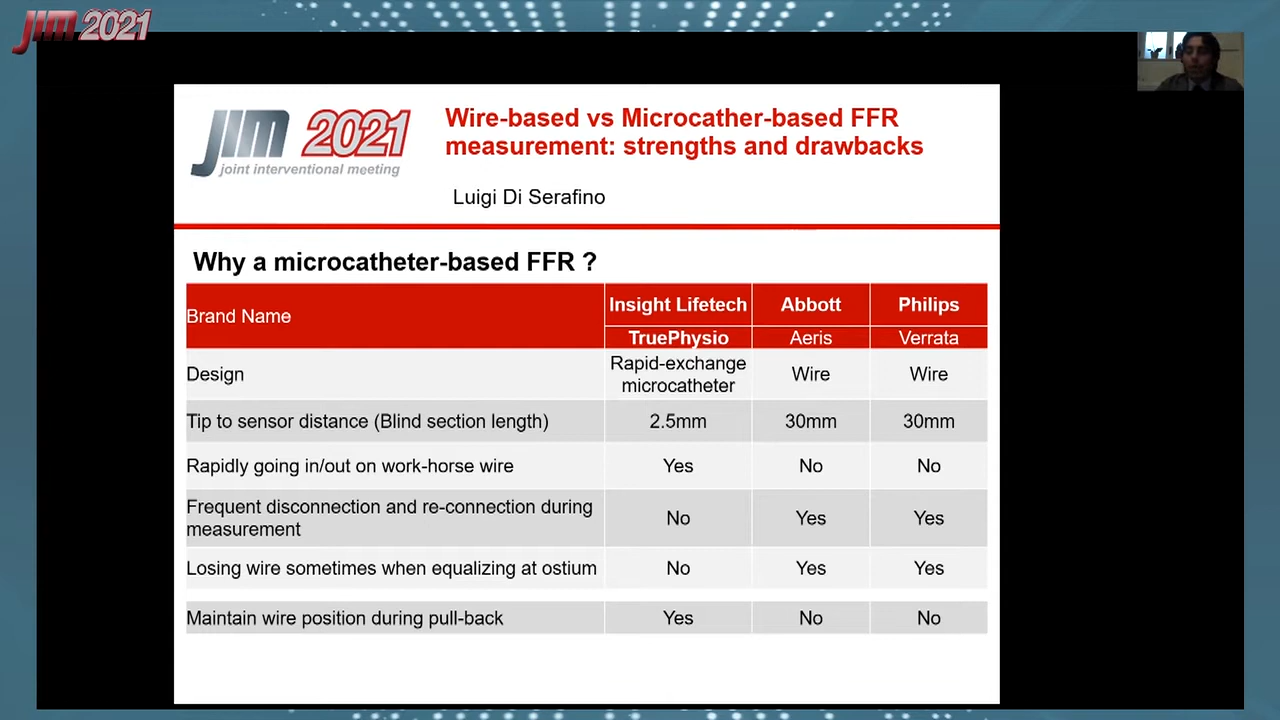 JIM 2021
JIM 2021
joint interventional meeting
Wire-based vs Microcather-based FFR
measurement: strengths and drawbacks
Luigi Di Serafino
Why a microcatheter-based FFR ?
Brand Name
Insight Lifetech
Abbott
Philips
TruePhysio
Aeris
Verrata
Design
Rapid-exchange
microcatheter
Wire
Wire
Tip to sensor distance (Blind section length)
2.5mm
30mm
30mm
Rapidly going in/out on work-horse wire
Yes
No
No
Frequent disconnection and re-connection during
measurement
No
Yes
Yes
Losing wire sometimes when equalizing at ostium
No
Yes
Yes
Maintain wire position during pull-back
Yes
No
No